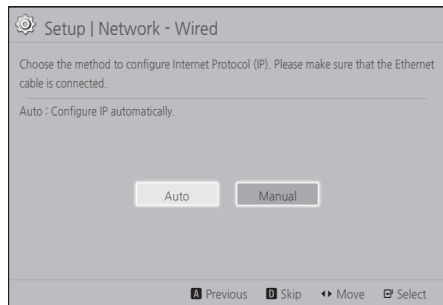 Setup | Network - Wired
Choose the method to configure Internet Protocol (IP). Please make sure that the Ethernet
cable is connected.
Auto : Configure IP automatically.
Auto Manual
A Previous D Skip Move Select